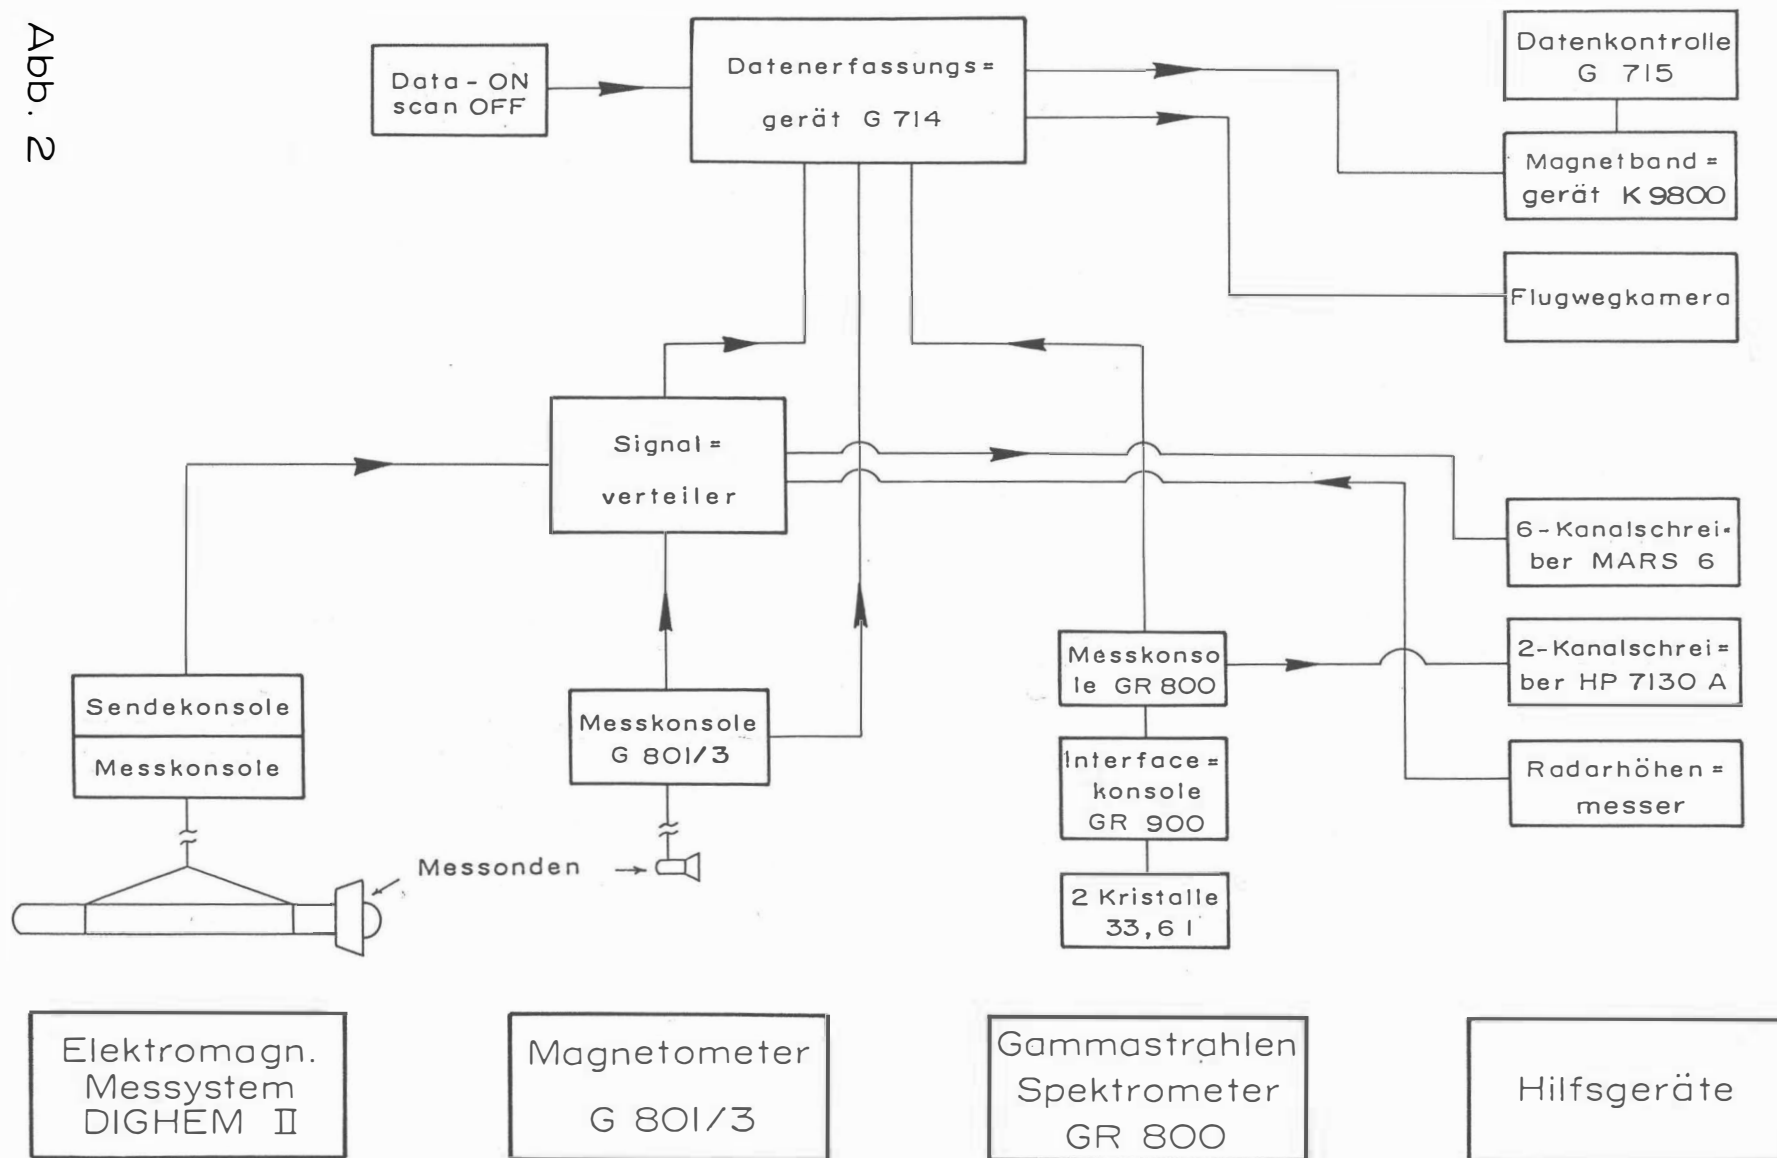 Abb. 2
Data-ON
scan OFF
Datenerfassungs=
gerät G 714
Datenkontrolle
G 715
Magnetband=
gerät K 9800
Flugwegkamera
Signal=
verteiler
6-Kanalschrei=
ber MARS 6
2-Kanalschrei=
ber HP 7130 A
Radarhöhen=
messer
Sendekonsole
Messkonsole
Messkonsole
G 801/3
Messkonso
le GR 800
Interface=
konsole
GR 900
2 Kristalle
33,6 l
Messonden
Elektromagn.
Messystem
DIGHEM II
Magnetometer
G 801/3
Gammastrahlen
Spektrometer
GR 800
Hilfsgeräte